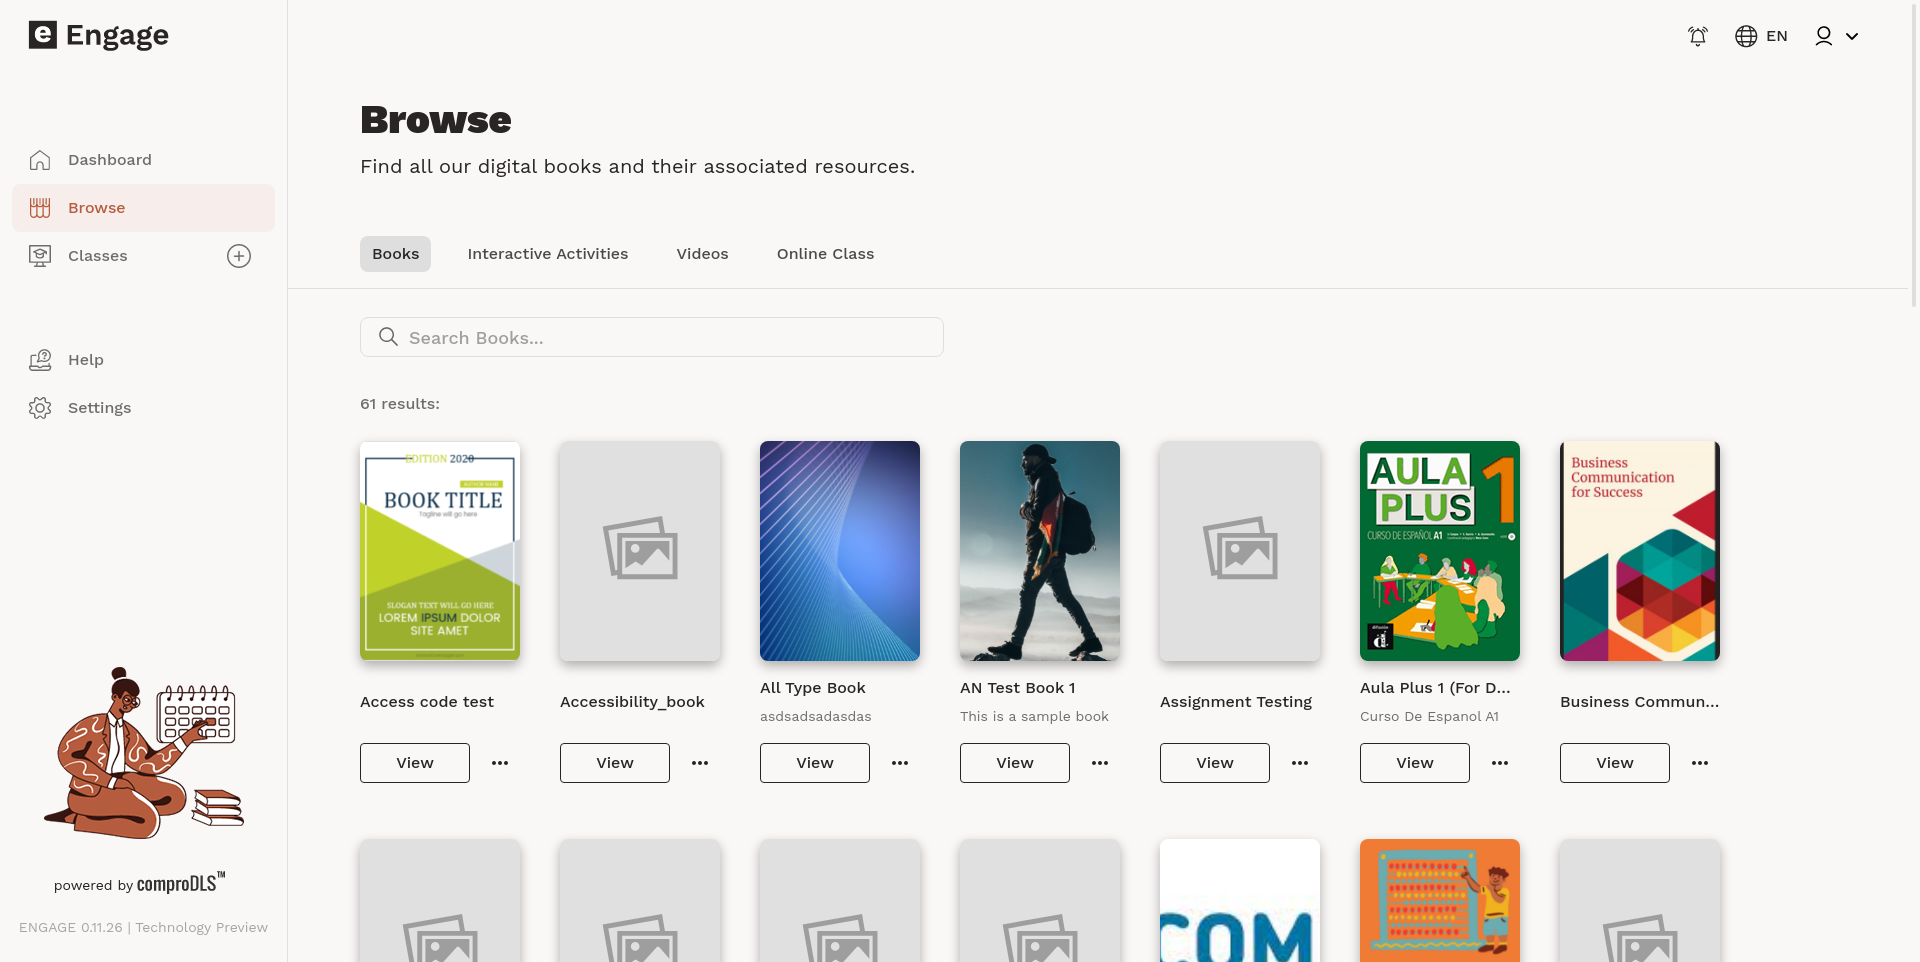 e Engage
EN
Dashboard
Browse
Classes
Help
Settings
powered by comproDLS™
ENGAGE 0.11.26 | Technology Preview
Browse
Find all our digital books and their associated resources.
Books
Interactive Activities
Videos
Online Class
Search Books...
61 results:
EDITION 2020
AUTHOR NAME
BOOK TITLE
Tagline will go here
SLOGAN TEXT WILL GO HERE
LOREM IPSUM DOLOR
SITE AMET
Access code test
View
Accessibility_book
View
All Type Book
asdsadsadasdas
View
AN Test Book 1
This is a sample book
View
Assignment Testing
View
AULA
PLUS 1
CURSO DE ESPAÑOL A1
difusión
d
Aula Plus 1 (For D...
Curso De Espanol A1
View
Business
Communication
for Success
Business Commun...
View
COM